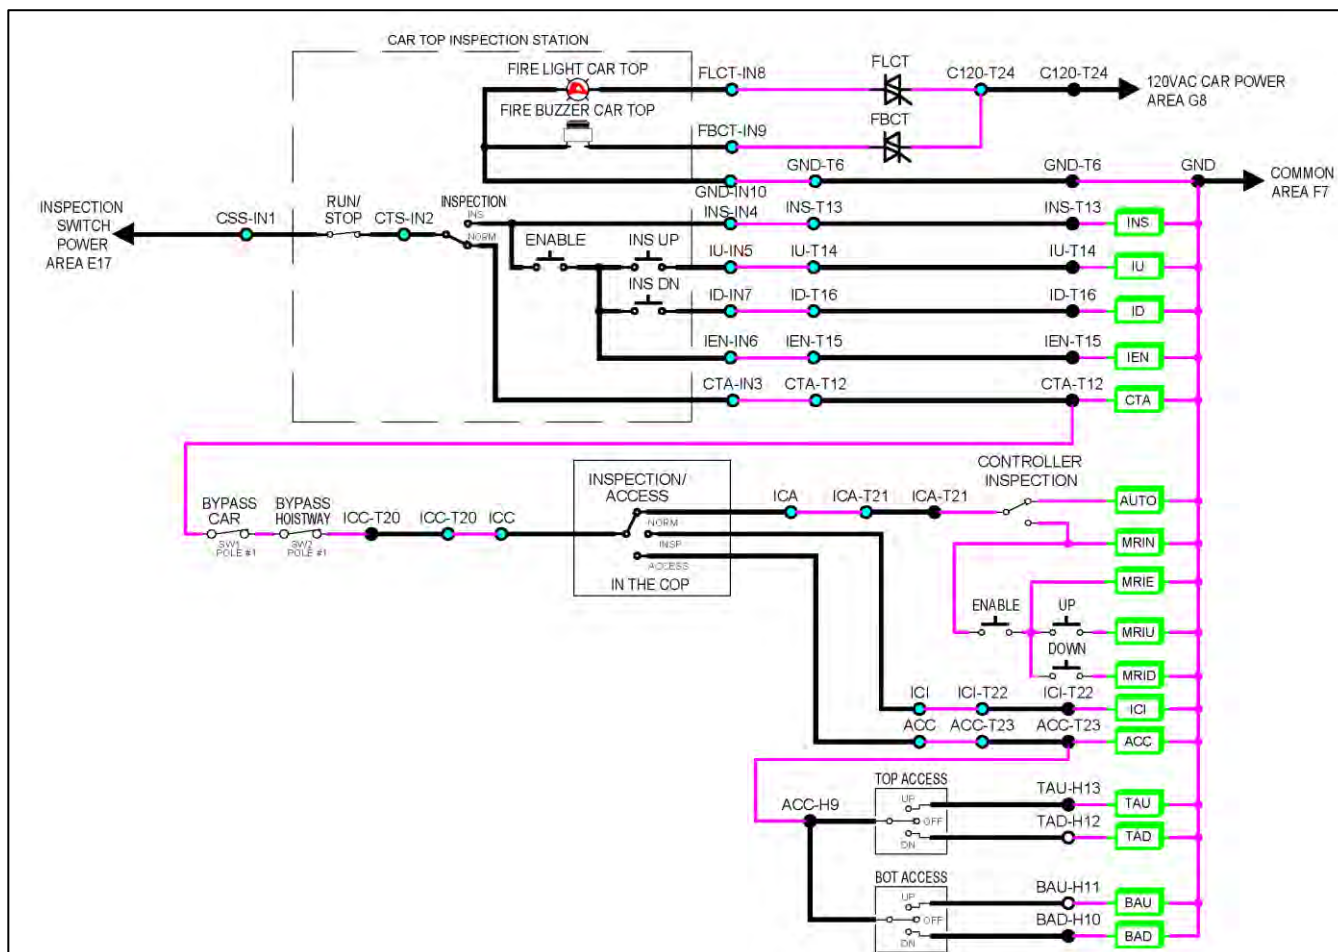 CAR TOP INSPECTION STATION
FIRE LIGHT CAR TOP
FLCT-IN8
FLCT
C120-T24
C120-T24
120VAC CAR POWER
AREA G8
FIRE BUZZER CAR TOP
FBCT-IN9
FBCT
GND-T6
GND-T6
GND
GND-IN10
COMMON
AREA F7
INSPECTION
SWITCH
POWER
AREA E17
CSS-IN1
RUN/
STOP
CTS-IN2
INSPECTION
INS
NORM
INS-IN4
INS-T13
INS-T13
INS
ENABLE
INS UP
IU-IN5
IU-T14
IU-T14
IU
INS DN
ID-IN7
ID-T16
ID-T16
ID
IEN-IN6
IEN-T15
IEN-T15
IEN
CTA-IN3
CTA-T12
CTA-T12
CTA
BYPASS
CAR
SW1
POLE #1
BYPASS
HOISTWAY
SW2
POLE #1
ICC-T20
ICC-T20
ICC
INSPECTION/
ACCESS
NORM
INSP
ACCESS
IN THE COP
ICA
ICA-T21
ICA-T21
CONTROLLER
INSPECTION
AUTO
MRIN
MRIE
ENABLE
UP
MRIU
DOWN
MRID
ICI
ICI-T22
ICI-T22
ICI
ACC
ACC-T23
ACC-T23
ACC
ACC-H9
TOP ACCESS
UP
OFF
DN
TAU-H13
TAU
TAD-H12
TAD
BOT ACCESS
UP
OFF
DN
BAU-H11
BAU
BAD-H10
BAD